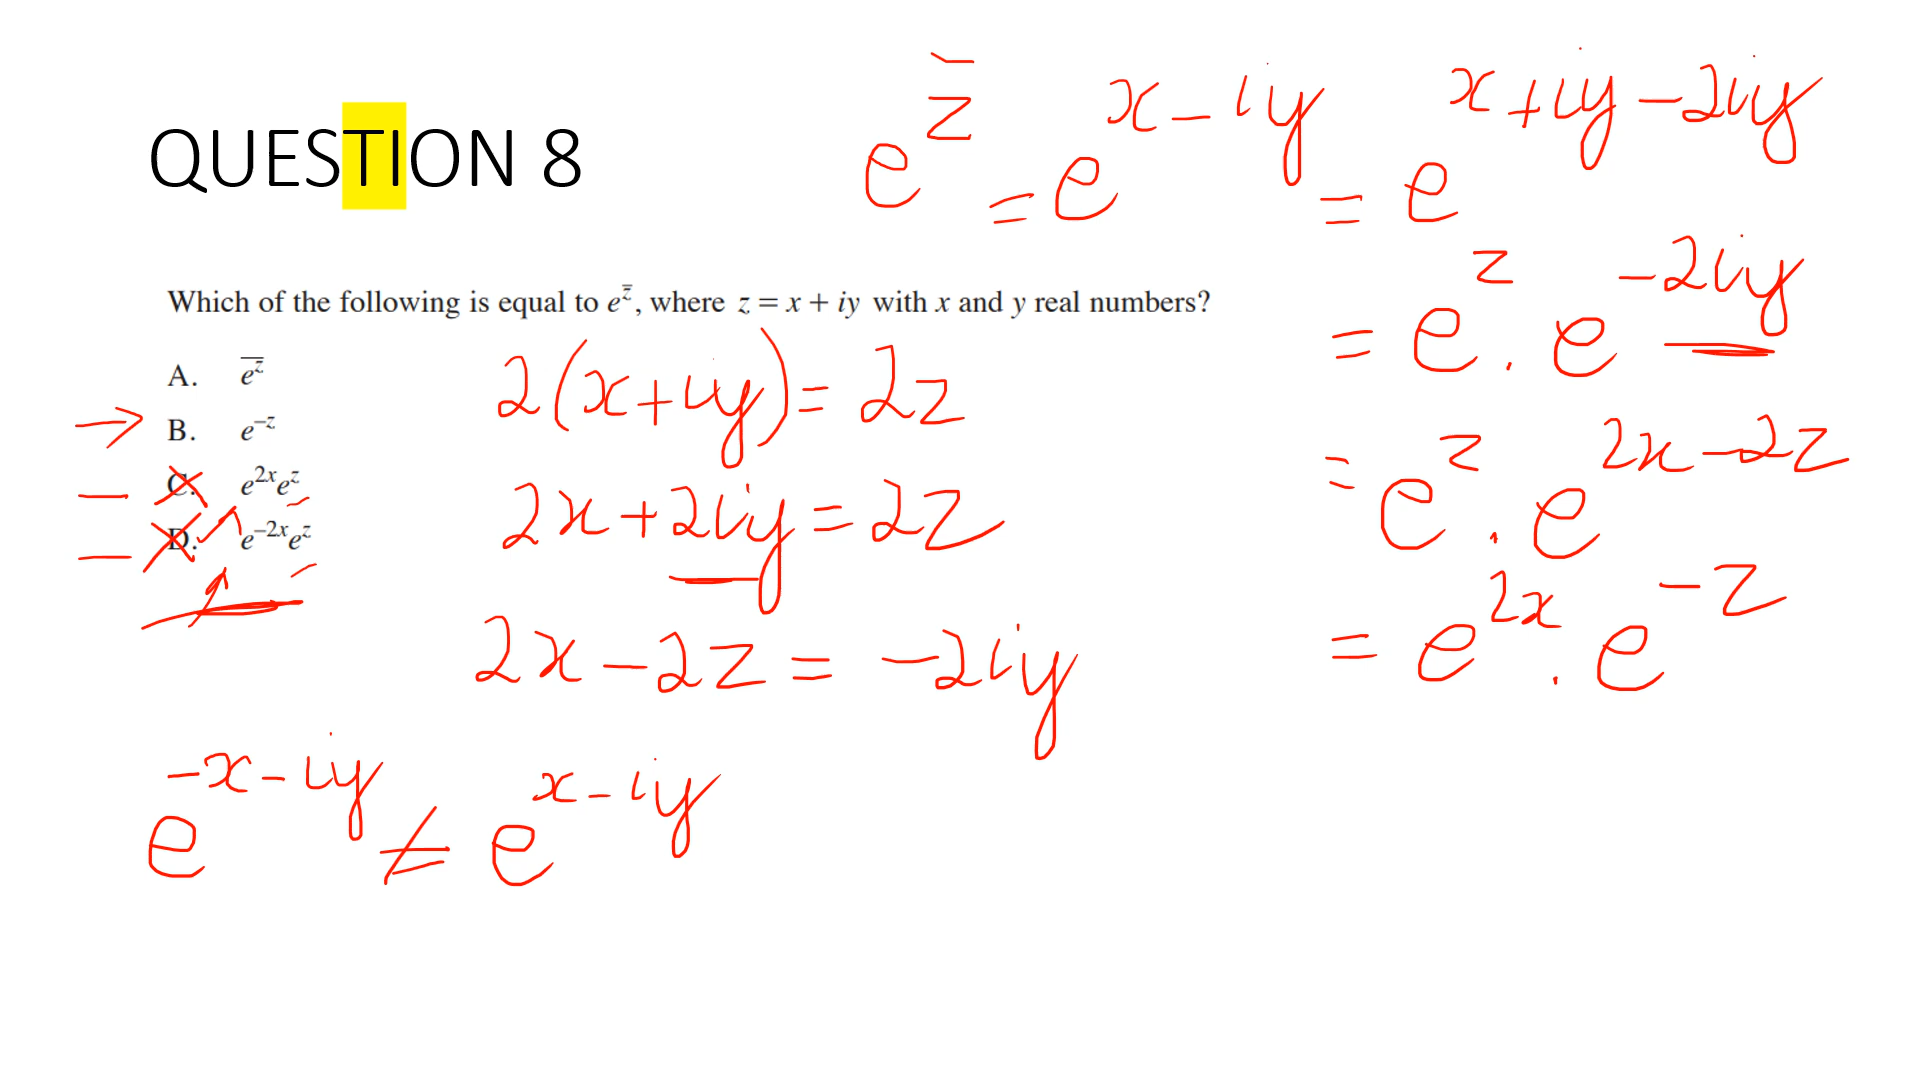 QUESTION 8
e^z̄ = e^(x-iy) = e^(x+iy-2iy)
= e^z . e^(-2iy)
= e^z . e^(2x-2z)
= e^(2x) . e^(-z)
Which of the following is equal to e^z̄, where z = x + iy with x and y real numbers?
A. \overline{e^z}
→ B. e^(-z)
– C. e^(2x)e^z
– D. ✓ e^(-2x)e^z
2(x+iy) = 2z
2x+2iy = 2z
2x-2z = -2iy
e^(-x-iy) ≠ e^(x-iy)